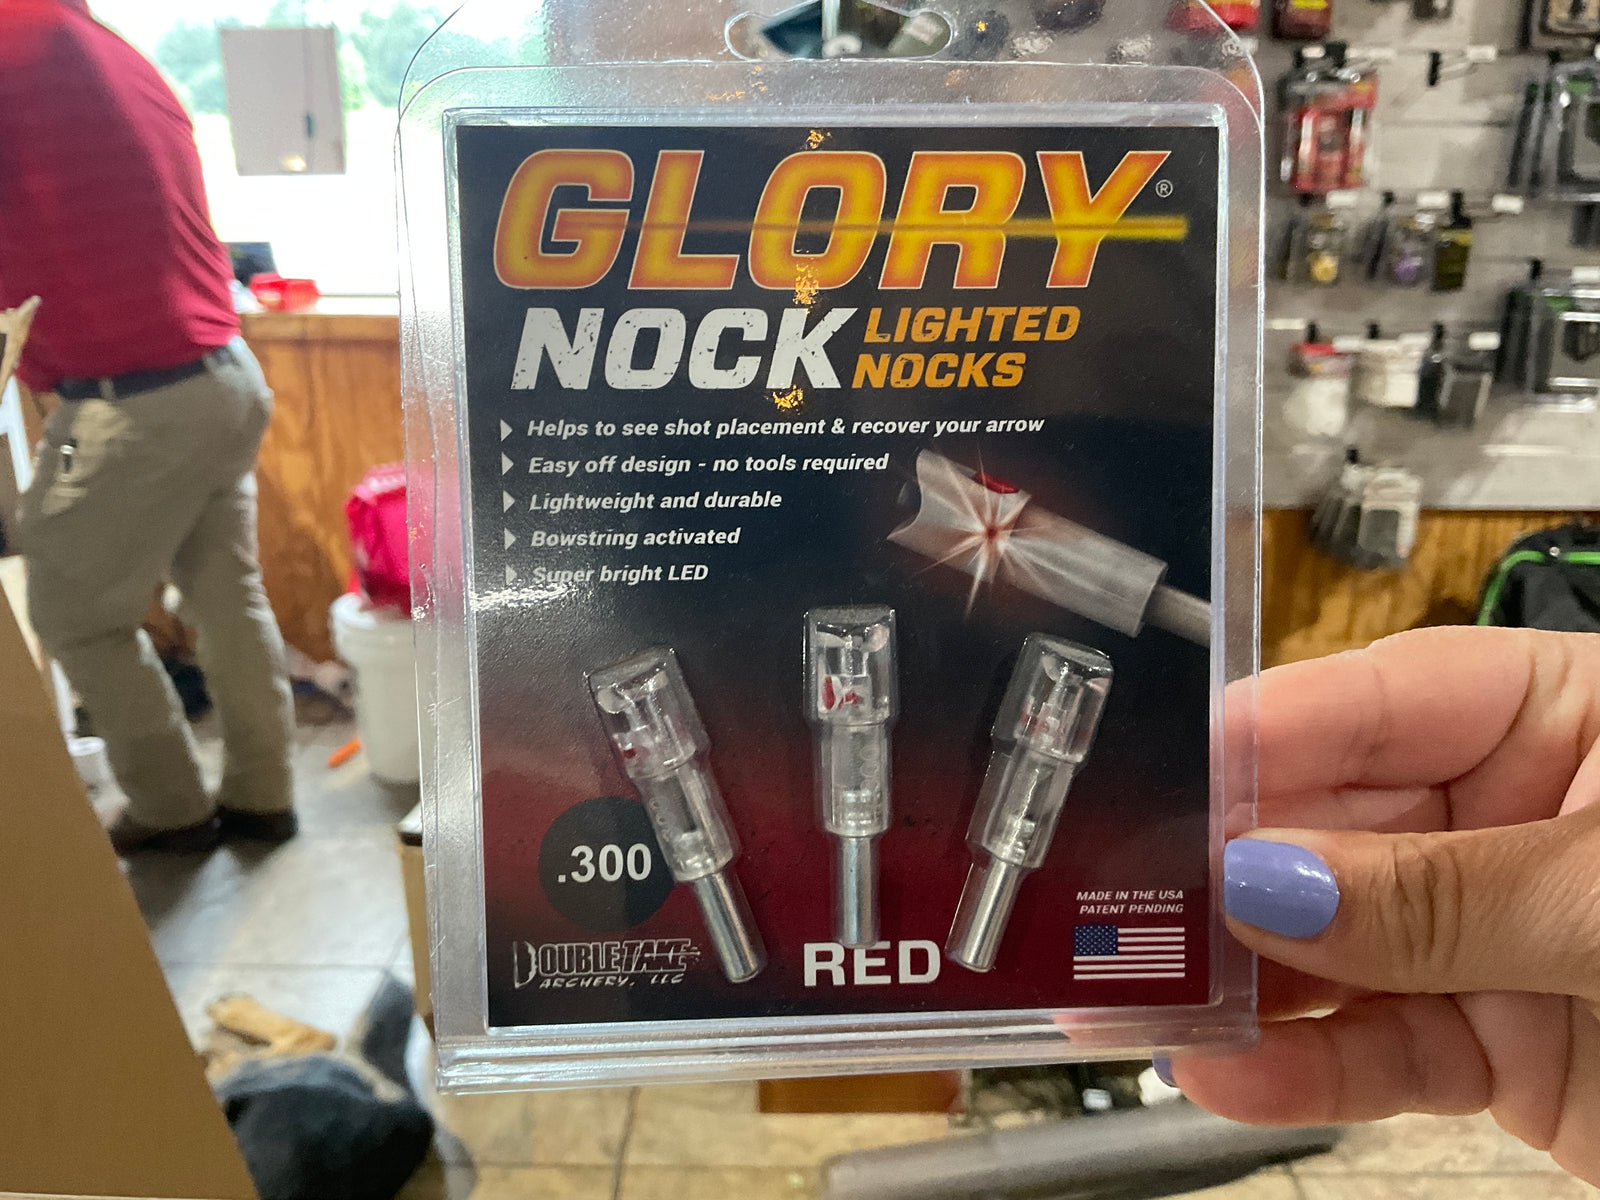 GLORY®
NOCK LIGHTED
NOCKS
Helps to see shot placement & recover your arrow
Easy off design - no tools required
Lightweight and durable
Bowstring activated
Super bright LED
.300
MADE IN THE USA
PATENT PENDING
DOUBLETAKE
ARCHERY, LLC
RED